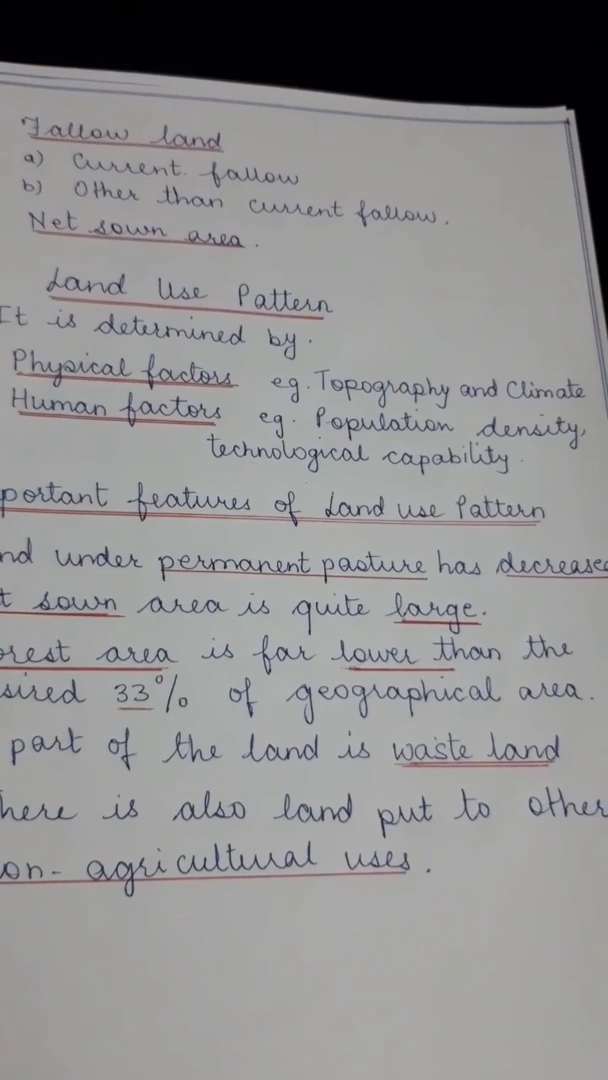 Fallow land
a) Current fallow
b) Other than current fallow.
Net sown area.
Land Use Pattern
It is determined by.
Physical factors eg. Topography and Climate
Human factors eg. Population density,
technological capability.
portant features of Land use Pattern
nd under permanent pasture has decreased
t sown area is quite large.
orest area is far lower than the
sired 33% of geographical area.
part of the land is waste land
here is also land put to other
on-agricultural uses.